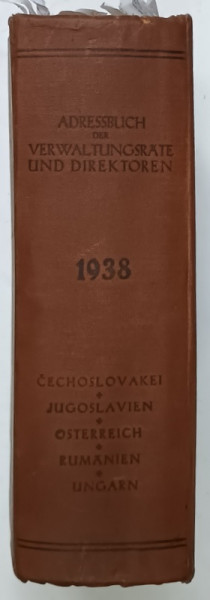 ADRESSBUCH
DER
VERWALTUNGSRÄTE
UND DIREKTOREN
1938
ČECHOSLOVAKEI
JUGOSLAVIEN
ÖSTERREICH
RUMÄNIEN
UNGARN